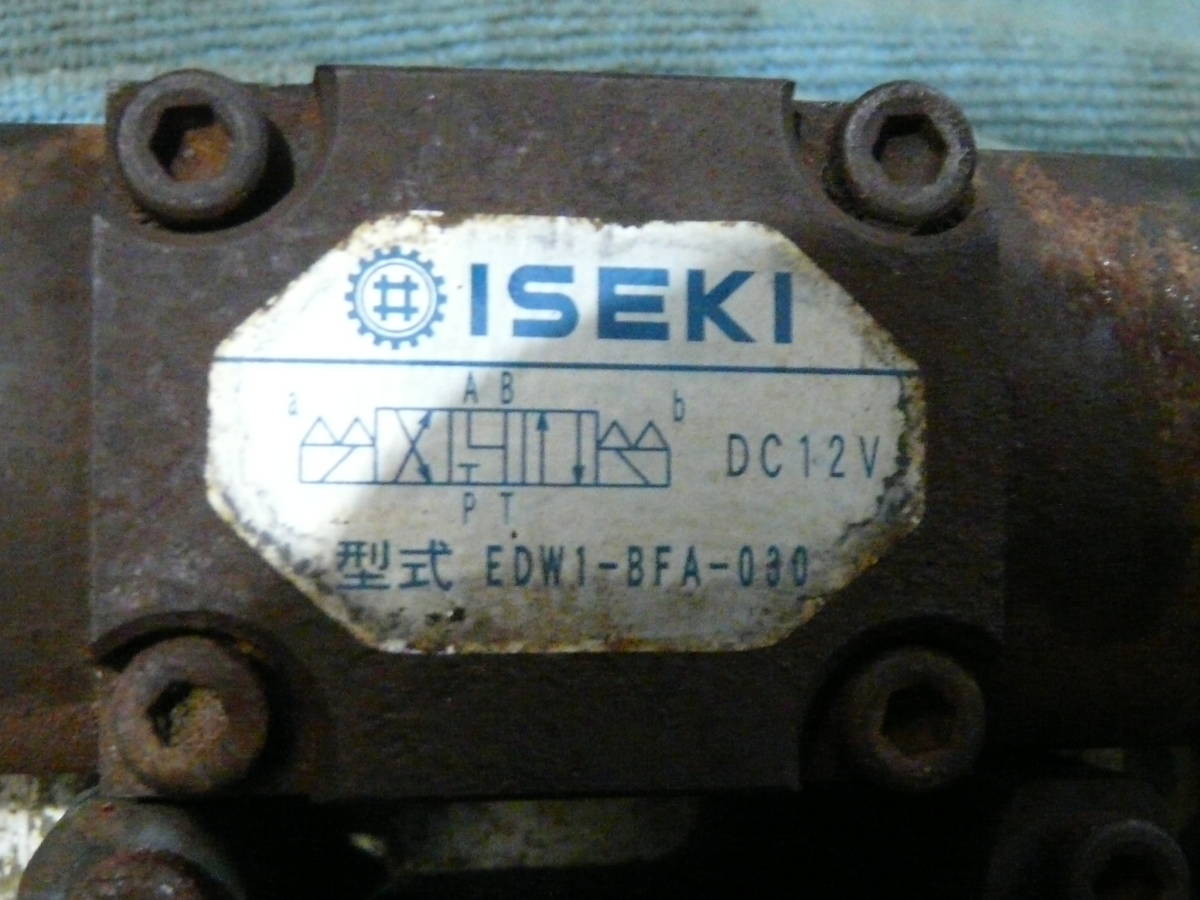 ISEKI
A B
a b
DC12V
T
P T
型式 EDW1-BFA-030